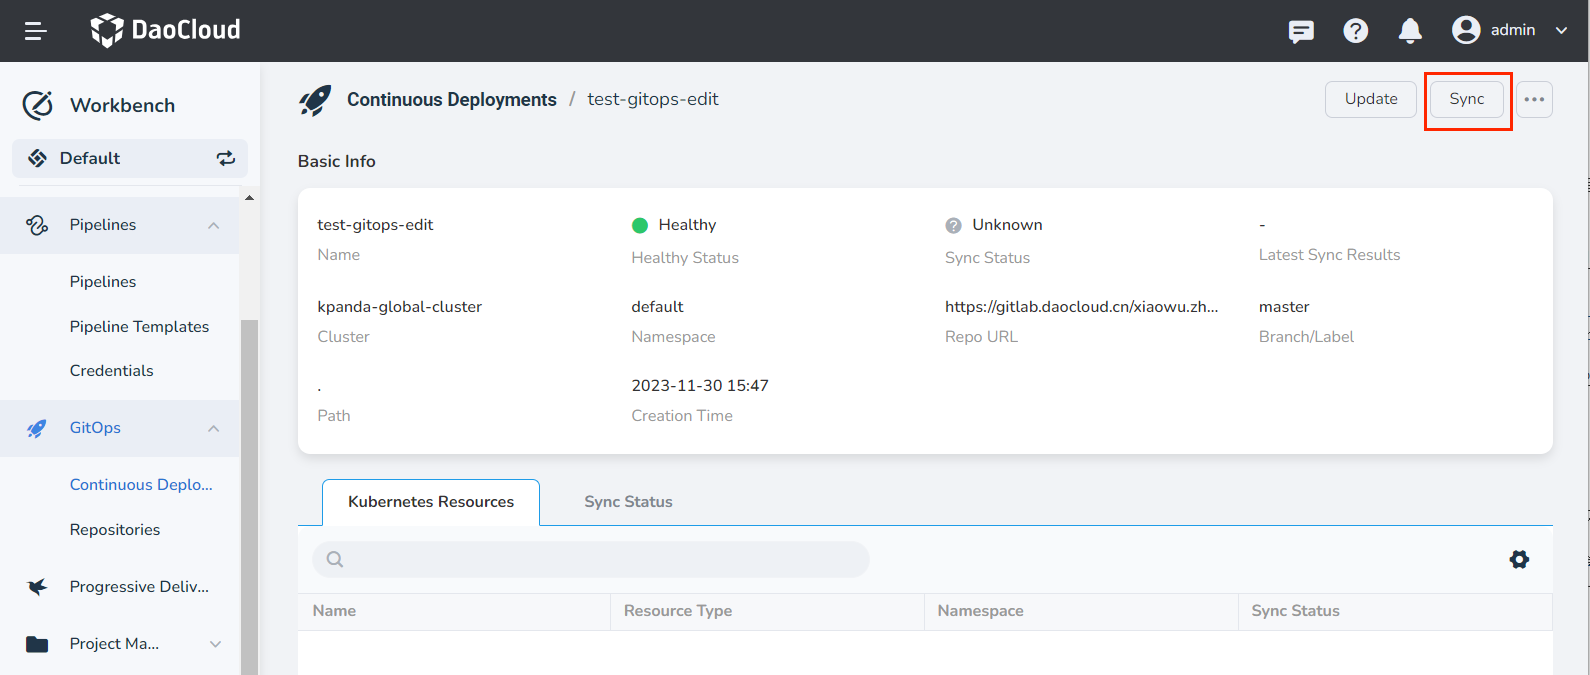 DaoCloud
admin
Workbench
Default
Pipelines
Pipelines
Pipeline Templates
Credentials
GitOps
Continuous Deplo...
Repositories
Progressive Deliv...
Project Ma...
Continuous Deployments / test-gitops-edit
Update
Sync
Basic Info
test-gitops-edit
Name
Healthy
Healthy Status
Unknown
Sync Status
-
Latest Sync Results
kpanda-global-cluster
Cluster
default
Namespace
https://gitlab.daocloud.cn/xiaowu.zh...
Repo URL
master
Branch/Label
.
Path
2023-11-30 15:47
Creation Time
Kubernetes Resources
Sync Status
Name
Resource Type
Namespace
Sync Status